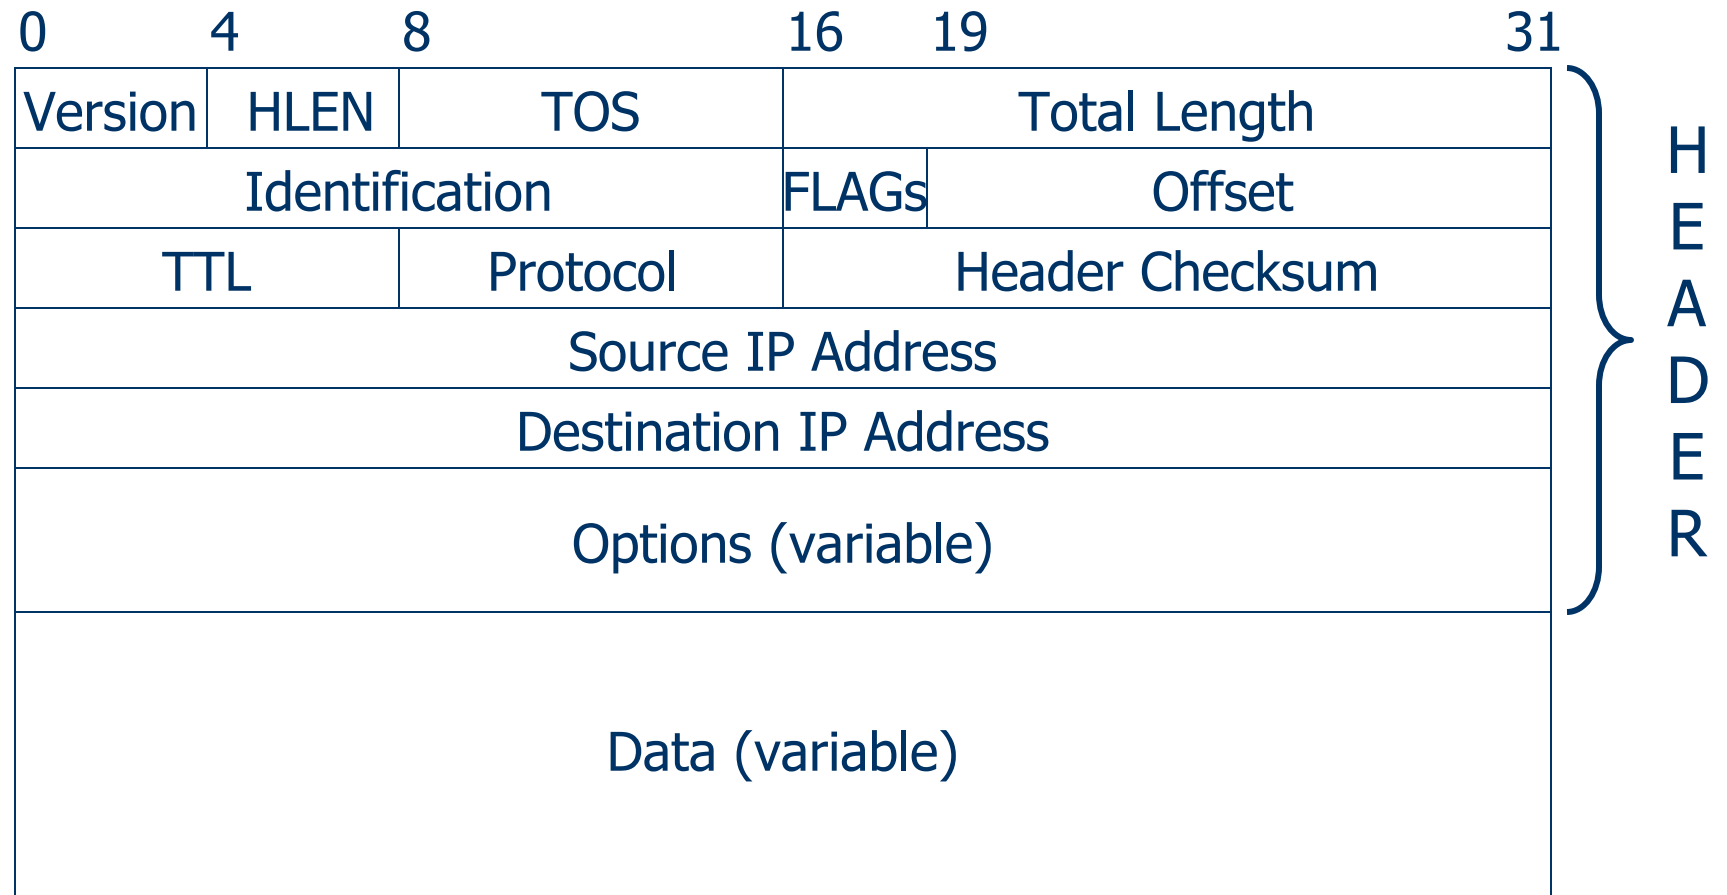 0 4 8 16 19 31
Version HLEN TOS Total Length
Identification FLAGs Offset
TTL Protocol Header Checksum
Source IP Address
Destination IP Address
Options (variable)
Data (variable)
H
E
A
D
E
R